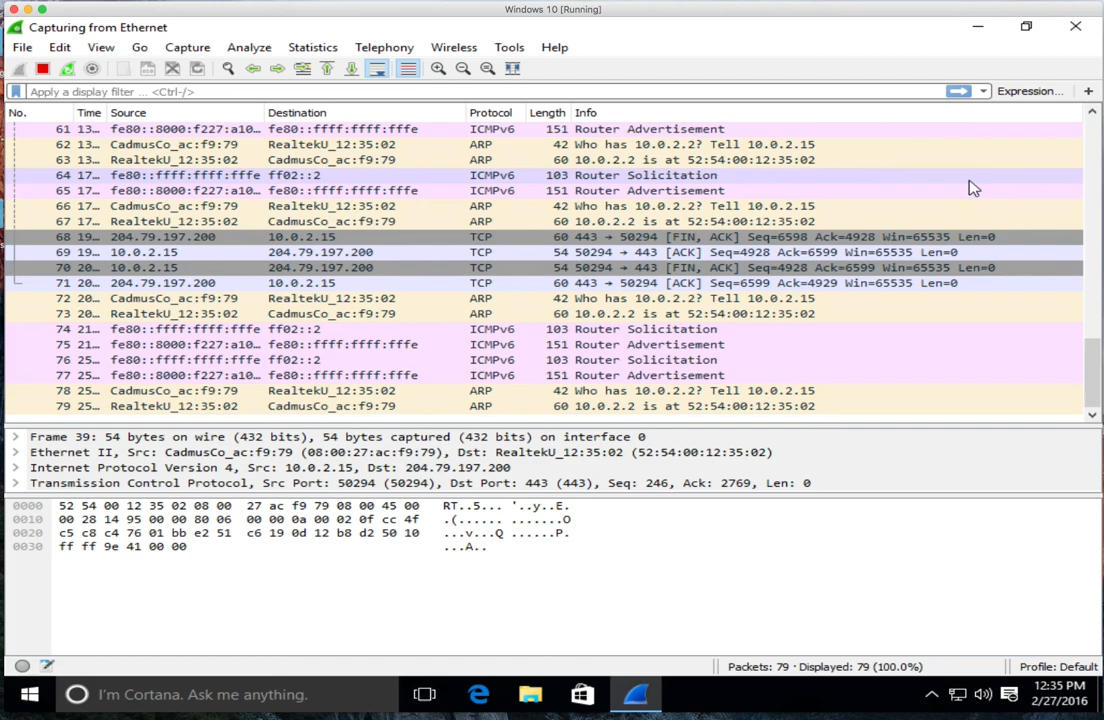 Windows 10 [Running]
Capturing from Ethernet
File Edit View Go Capture Analyze Statistics Telephony Wireless Tools Help
Apply a display filter ... <Ctrl-/> Expression... +
No. Time Source Destination Protocol Length Info
61 13… fe80::8000:f227:a10… fe80::ffff:ffff:fffe ICMPv6 151 Router Advertisement
62 13… CadmusCo_ac:f9:79 RealtekU_12:35:02 ARP 42 Who has 10.0.2.2? Tell 10.0.2.15
63 13… RealtekU_12:35:02 CadmusCo_ac:f9:79 ARP 60 10.0.2.2 is at 52:54:00:12:35:02
64 17… fe80::ffff:ffff:fffe ff02::2 ICMPv6 103 Router Solicitation
65 17… fe80::8000:f227:a10… fe80::ffff:ffff:fffe ICMPv6 151 Router Advertisement
66 17… CadmusCo_ac:f9:79 RealtekU_12:35:02 ARP 42 Who has 10.0.2.2? Tell 10.0.2.15
67 17… RealtekU_12:35:02 CadmusCo_ac:f9:79 ARP 60 10.0.2.2 is at 52:54:00:12:35:02
68 19… 204.79.197.200 10.0.2.15 TCP 60 443 → 50294 [FIN, ACK] Seq=6598 Ack=4928 Win=65535 Len=0
69 20… 10.0.2.15 204.79.197.200 TCP 54 50294 → 443 [ACK] Seq=4928 Ack=6599 Win=65535 Len=0
70 20… 10.0.2.15 204.79.197.200 TCP 54 50294 → 443 [FIN, ACK] Seq=4928 Ack=6599 Win=65535 Len=0
71 20… 204.79.197.200 10.0.2.15 TCP 60 443 → 50294 [ACK] Seq=6599 Ack=4929 Win=65535 Len=0
72 20… CadmusCo_ac:f9:79 RealtekU_12:35:02 ARP 42 Who has 10.0.2.2? Tell 10.0.2.15
73 20… RealtekU_12:35:02 CadmusCo_ac:f9:79 ARP 60 10.0.2.2 is at 52:54:00:12:35:02
74 21… fe80::ffff:ffff:fffe ff02::2 ICMPv6 103 Router Solicitation
75 21… fe80::8000:f227:a10… fe80::ffff:ffff:fffe ICMPv6 151 Router Advertisement
76 25… fe80::ffff:ffff:fffe ff02::2 ICMPv6 103 Router Solicitation
77 25… fe80::8000:f227:a10… fe80::ffff:ffff:fffe ICMPv6 151 Router Advertisement
78 25… CadmusCo_ac:f9:79 RealtekU_12:35:02 ARP 42 Who has 10.0.2.2? Tell 10.0.2.15
79 25… RealtekU_12:35:02 CadmusCo_ac:f9:79 ARP 60 10.0.2.2 is at 52:54:00:12:35:02
Frame 39: 54 bytes on wire (432 bits), 54 bytes captured (432 bits) on interface 0
Ethernet II, Src: CadmusCo_ac:f9:79 (08:00:27:ac:f9:79), Dst: RealtekU_12:35:02 (52:54:00:12:35:02)
Internet Protocol Version 4, Src: 10.0.2.15, Dst: 204.79.197.200
Transmission Control Protocol, Src Port: 50294 (50294), Dst Port: 443 (443), Seq: 246, Ack: 2769, Len: 0
0000 52 54 00 12 35 02 08 00 27 ac f9 79 08 00 45 00 RT..5... '..y..E.
0010 00 28 14 95 00 00 80 06 00 00 0a 00 02 0f cc 4f .(...... .......O
0020 c5 c8 c4 76 01 bb e2 51 c6 19 0d 12 b8 d2 50 10 ...v...Q ......P.
0030 ff ff 9e 41 00 00 ...A..
Packets: 79 · Displayed: 79 (100.0%) Profile: Default
I'm Cortana. Ask me anything.
12:35 PM
2/27/2016